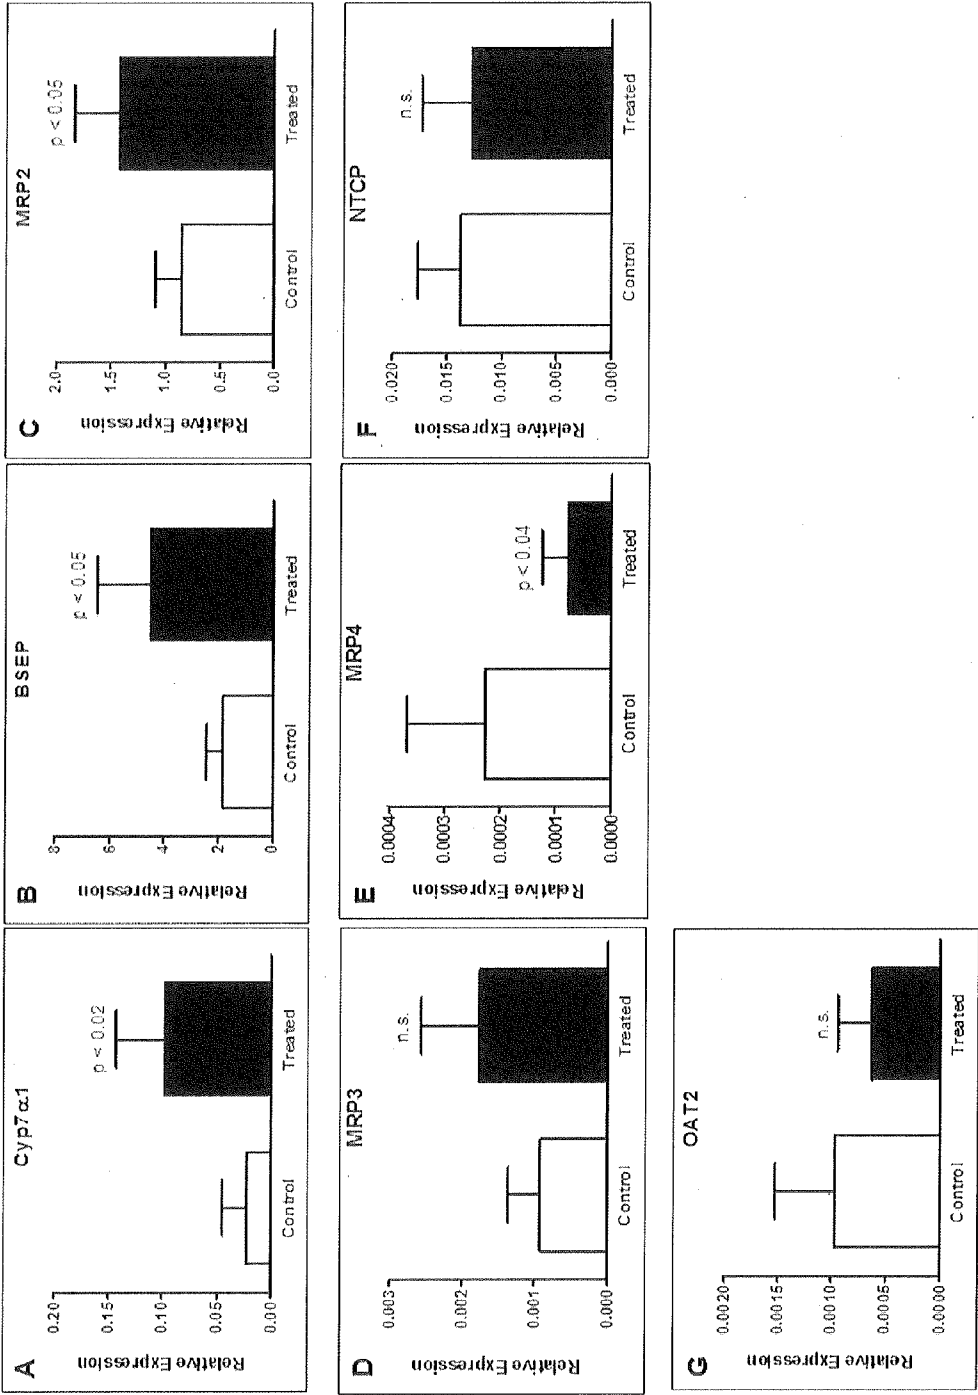 A
Cyp7α1
Relative Expression
0.20
0.15
0.10
0.05
0.00
p < 0.02
Control
Treated
B
BSEP
Relative Expression
8
6
4
2
0
p < 0.05
Control
Treated
C
MRP2
Relative Expression
2.0
1.5
1.0
0.5
0.0
p < 0.05
Control
Treated
D
MRP3
Relative Expression
0.003
0.002
0.001
0.000
n.s.
Control
Treated
E
MRP4
Relative Expression
0.0004
0.0003
0.0002
0.0001
0.0000
p < 0.04
Control
Treated
F
NTCP
Relative Expression
0.020
0.015
0.010
0.005
0.000
n.s.
Control
Treated
G
OAT2
Relative Expression
0.0020
0.0015
0.0010
0.0005
0.0000
n.s.
Control
Treated